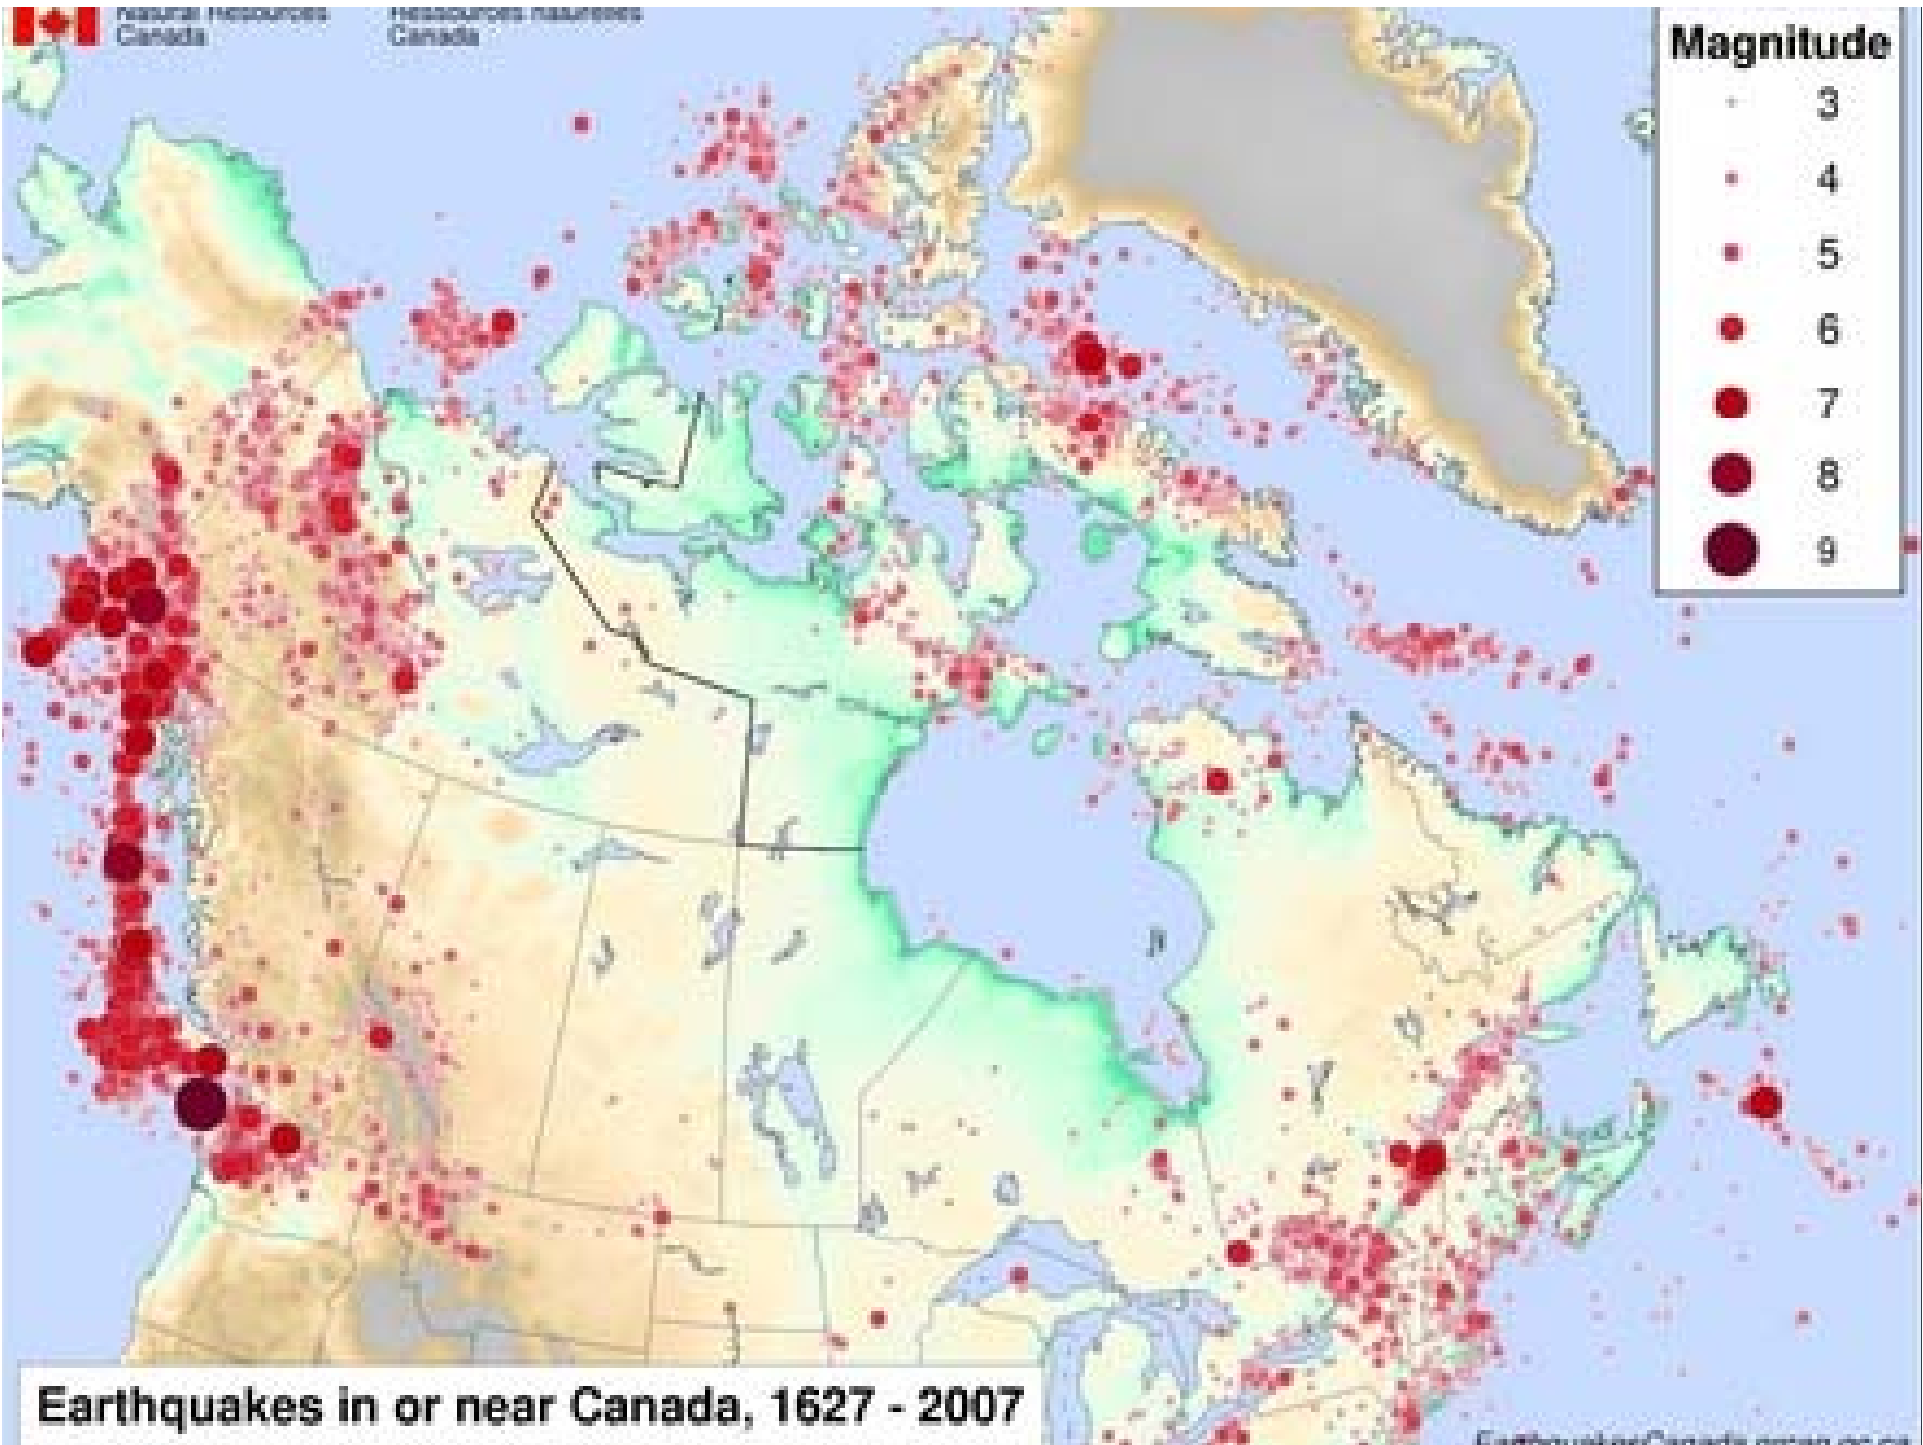 Natural Resources
Canada
Ressources naturelles
Canada
Magnitude
3
4
5
6
7
8
9
Earthquakes in or near Canada, 1627 - 2007